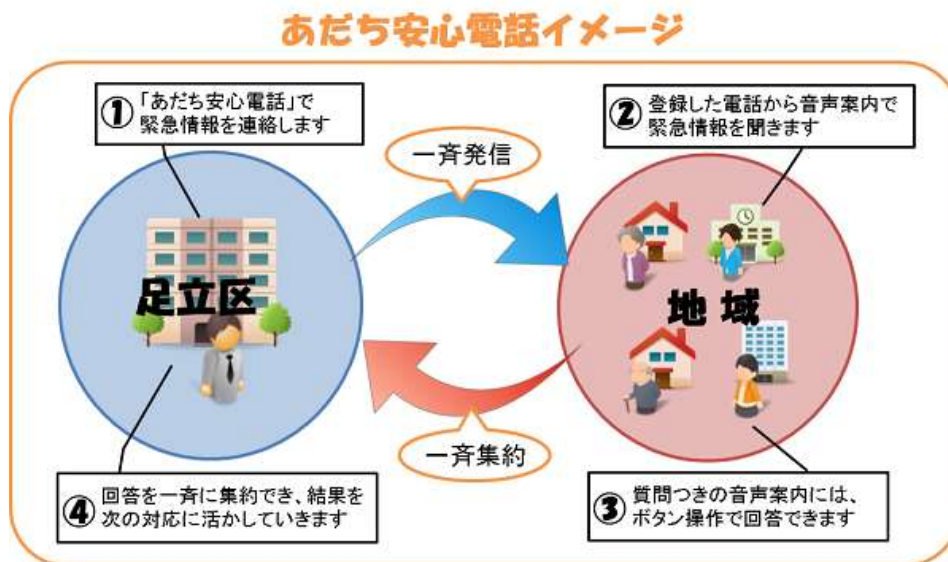 あだち安心電話イメージ
① 「あだち安心電話」で
緊急情報を連絡します
② 登録した電話から音声案内で
緊急情報を聞きます
一斉発信
足立区
地域
一斉集約
④ 回答を一斉に集約でき、結果を
次の対応に活かしていきます
③ 質問つきの音声案内には、
ボタン操作で回答できます